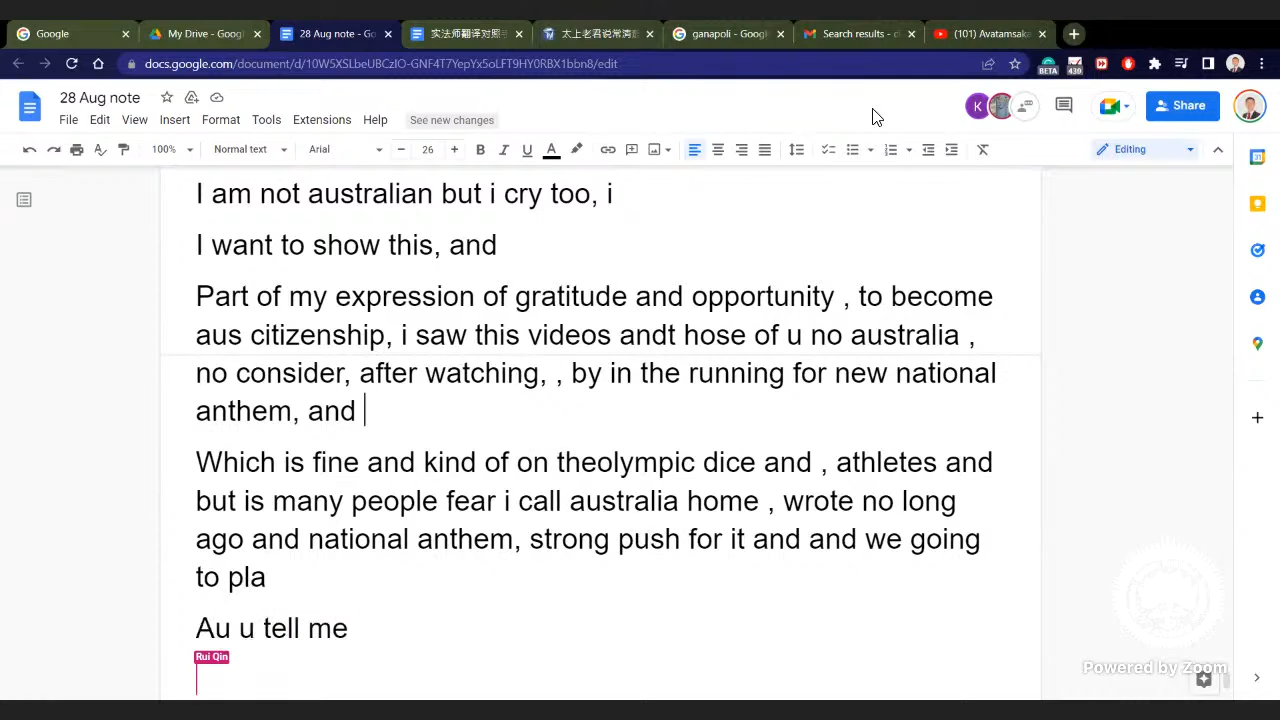 Google
My Drive - Googl
28 Aug note - Go
实法师翻译对照
太上老君说常清
ganapoli - Google
Search results - c
(101) Avatamsaka
docs.google.com/document/d/10W5XSLbeUBCzIO-GNF4T7YepYx5oLFT9HY0RBX1bbn8/edit
BETA
430
28 Aug note
File Edit View Insert Format Tools Extensions Help See new changes
K
Share
100% Normal text Arial 26 B I U A
Editing
I am not australian but i cry too, i
I want to show this, and
Part of my expression of gratitude and opportunity , to become
aus citizenship, i saw this videos andt hose of u no australia ,
no consider, after watching, , by in the running for new national
anthem, and
Which is fine and kind of on theolympic dice and , athletes and
but is many people fear i call australia home , wrote no long
ago and national anthem, strong push for it and and we going
to pla
Au u tell me
Rui Qin
Powered by Zoom